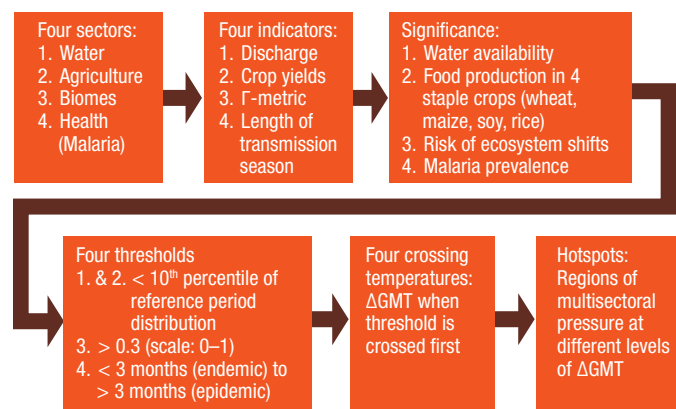 Four sectors:
1. Water
2. Agriculture
3. Biomes
4. Health
(Malaria)
Four indicators:
1. Discharge
2. Crop yields
3. Γ-metric
4. Length of
transmission
season
Significance:
1. Water availability
2. Food production in 4
staple crops (wheat,
maize, soy, rice)
3. Risk of ecosystem shifts
4. Malaria prevalence
Four thresholds
1. & 2. < 10th percentile of
reference period
distribution
3. > 0.3 (scale: 0–1)
4. < 3 months (endemic) to
> 3 months (epidemic)
Four crossing
temperatures:
ΔGMT when
threshold is
crossed first
Hotspots:
Regions of
multisectoral
pressure at
different levels
of ΔGMT